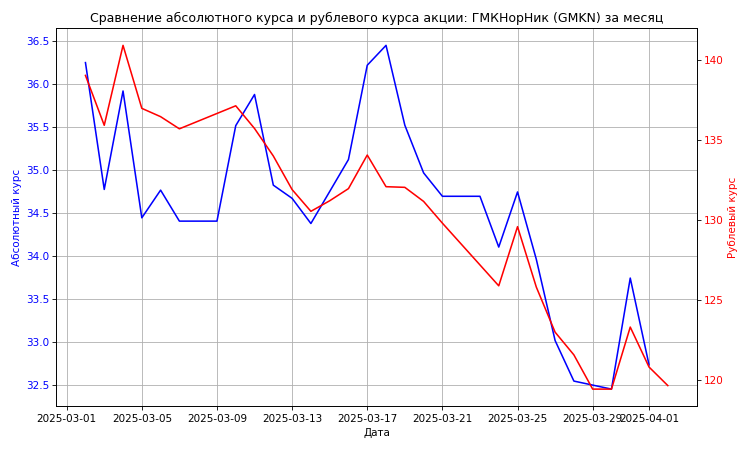 Сравнение абсолютного курса и рублевого курса акции: ГМКНорНик (GMKN) за месяц
Абсолютный курс
36.5
36.0
35.5
35.0
34.5
34.0
33.5
33.0
32.5
140
135
130
125
120
Рублевый курс
2025-03-01 2025-03-05 2025-03-09 2025-03-13 2025-03-17 2025-03-21 2025-03-25 2025-03-29 2025-04-01
Дата